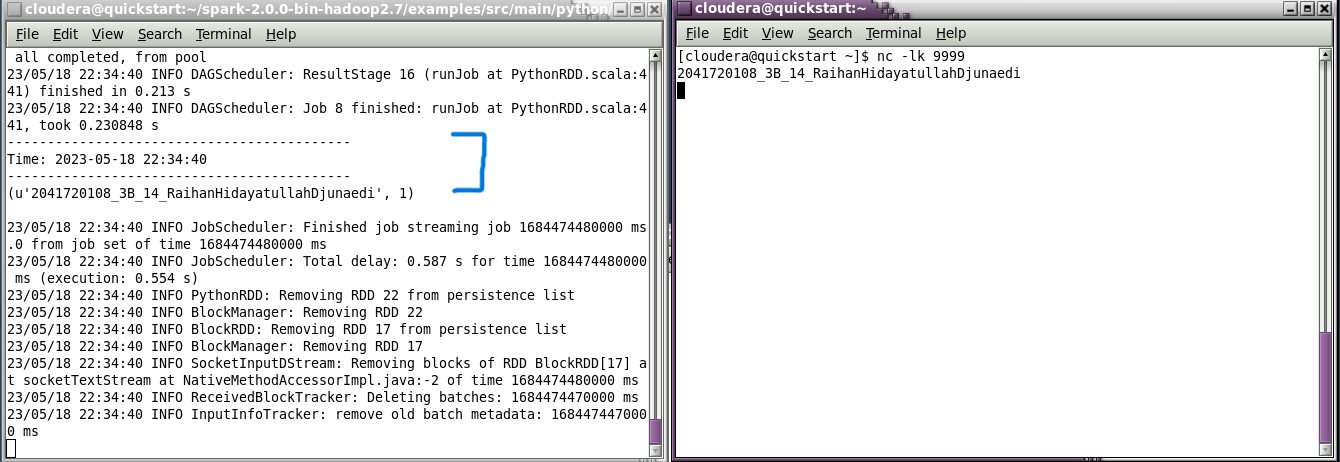 cloudera@quickstart:~/spark-2.0.0-bin-hadoop2.7/examples/src/main/python/
File Edit View Search Terminal Help
 all completed, from pool
23/05/18 22:34:40 INFO DAGScheduler: ResultStage 16 (runJob at PythonRDD.scala:4
41) finished in 0.213 s
23/05/18 22:34:40 INFO DAGScheduler: Job 8 finished: runJob at PythonRDD.scala:4
41, took 0.230848 s
-------------------------------------------
Time: 2023-05-18 22:34:40
-------------------------------------------
(u'2041720108_3B_14_RaihanHidayatullahDjunaedi', 1)
23/05/18 22:34:40 INFO JobScheduler: Finished job streaming job 1684474480000 ms
.0 from job set of time 1684474480000 ms
23/05/18 22:34:40 INFO JobScheduler: Total delay: 0.587 s for time 1684474480000
 ms (execution: 0.554 s)
23/05/18 22:34:40 INFO PythonRDD: Removing RDD 22 from persistence list
23/05/18 22:34:40 INFO BlockManager: Removing RDD 22
23/05/18 22:34:40 INFO BlockRDD: Removing RDD 17 from persistence list
23/05/18 22:34:40 INFO BlockManager: Removing RDD 17
23/05/18 22:34:40 INFO SocketInputDStream: Removing blocks of RDD BlockRDD[17] a
t socketTextStream at NativeMethodAccessorImpl.java:-2 of time 1684474480000 ms
23/05/18 22:34:40 INFO ReceivedBlockTracker: Deleting batches: 1684474470000 ms
23/05/18 22:34:40 INFO InputInfoTracker: remove old batch metadata: 168447447000
0 ms
cloudera@quickstart:~
File Edit View Search Terminal Help
[cloudera@quickstart ~]$ nc -lk 9999
2041720108_3B_14_RaihanHidayatullahDjunaedi